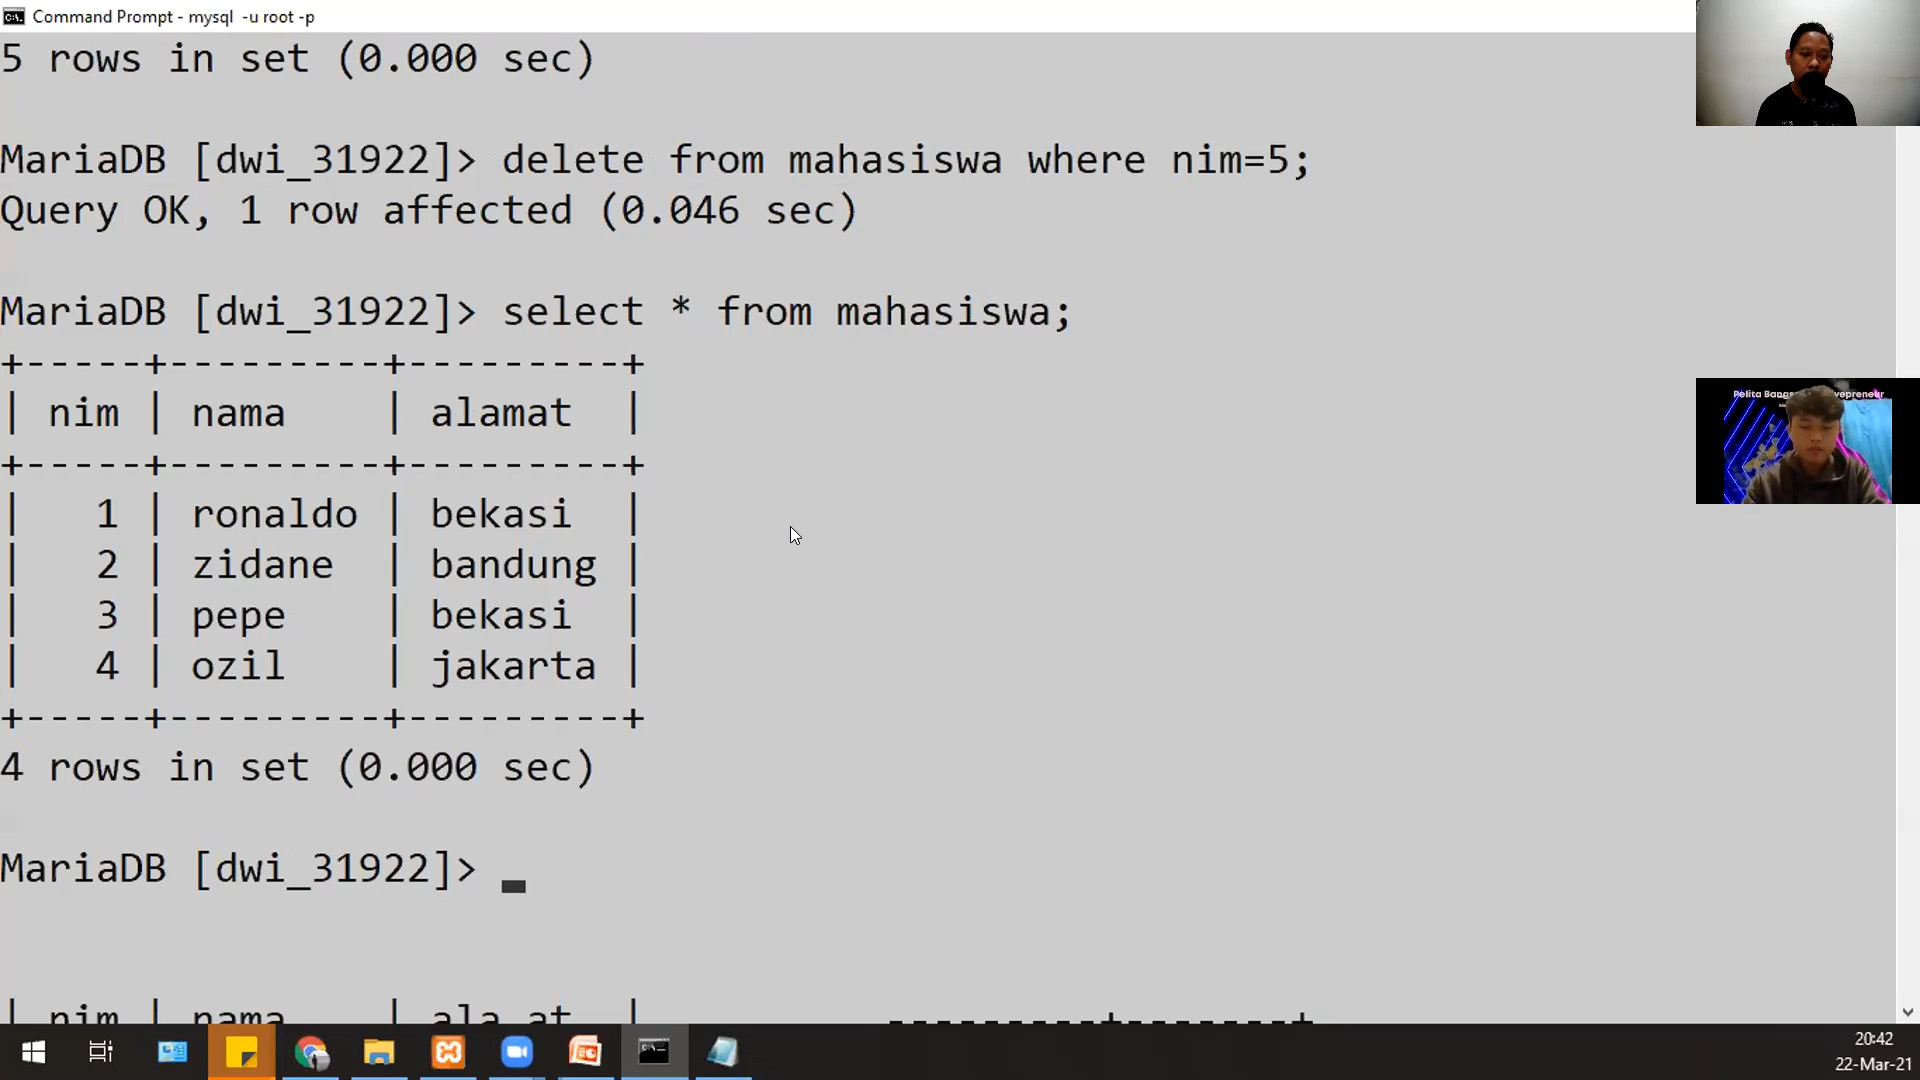 Command Prompt - mysql  -u root -p
5 rows in set (0.000 sec)
MariaDB [dwi_31922]> delete from mahasiswa where nim=5;
Query OK, 1 row affected (0.046 sec)
MariaDB [dwi_31922]> select * from mahasiswa;
+-----+---------+---------+
| nim | nama    | alamat  |
+-----+---------+---------+
|   1 | ronaldo | bekasi  |
|   2 | zidane  | bandung |
|   3 | pepe    | bekasi  |
|   4 | ozil    | jakarta |
+-----+---------+---------+
4 rows in set (0.000 sec)
MariaDB [dwi_31922]>
| nim | nama    |
Pelita
20:42
22-Mar-21